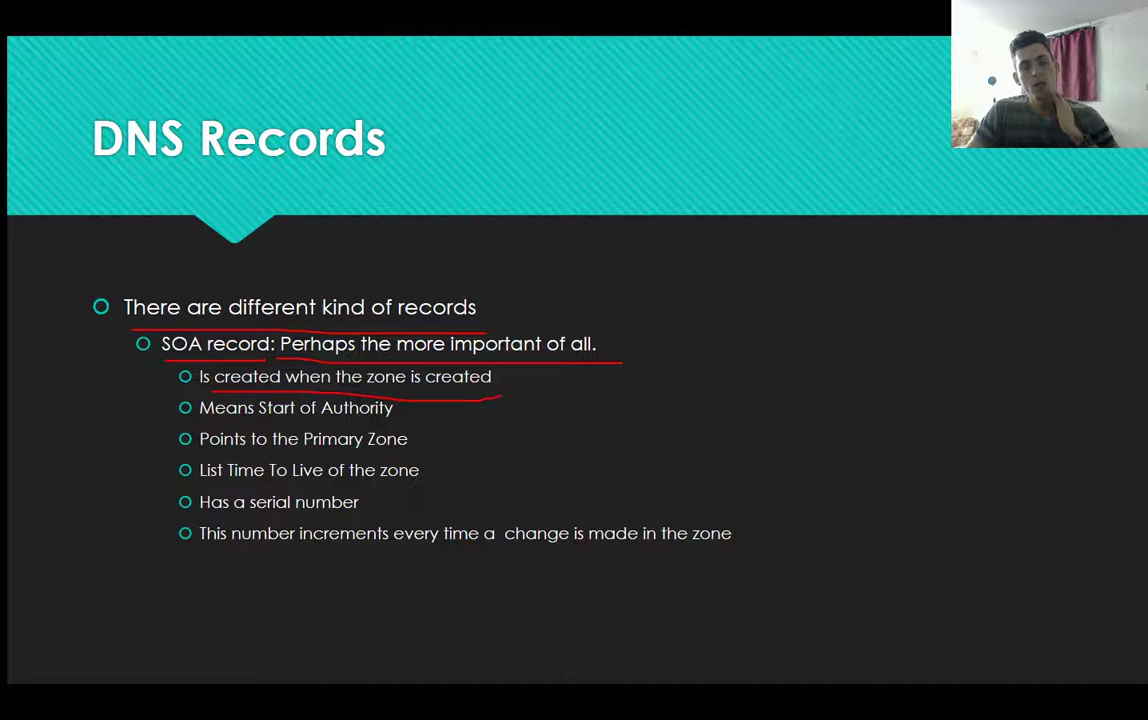 DNS Records
There are different kind of records
SOA record: Perhaps the more important of all.
Is created when the zone is created
Means Start of Authority
Points to the Primary Zone
List Time To Live of the zone
Has a serial number
This number increments every time a  change is made in the zone